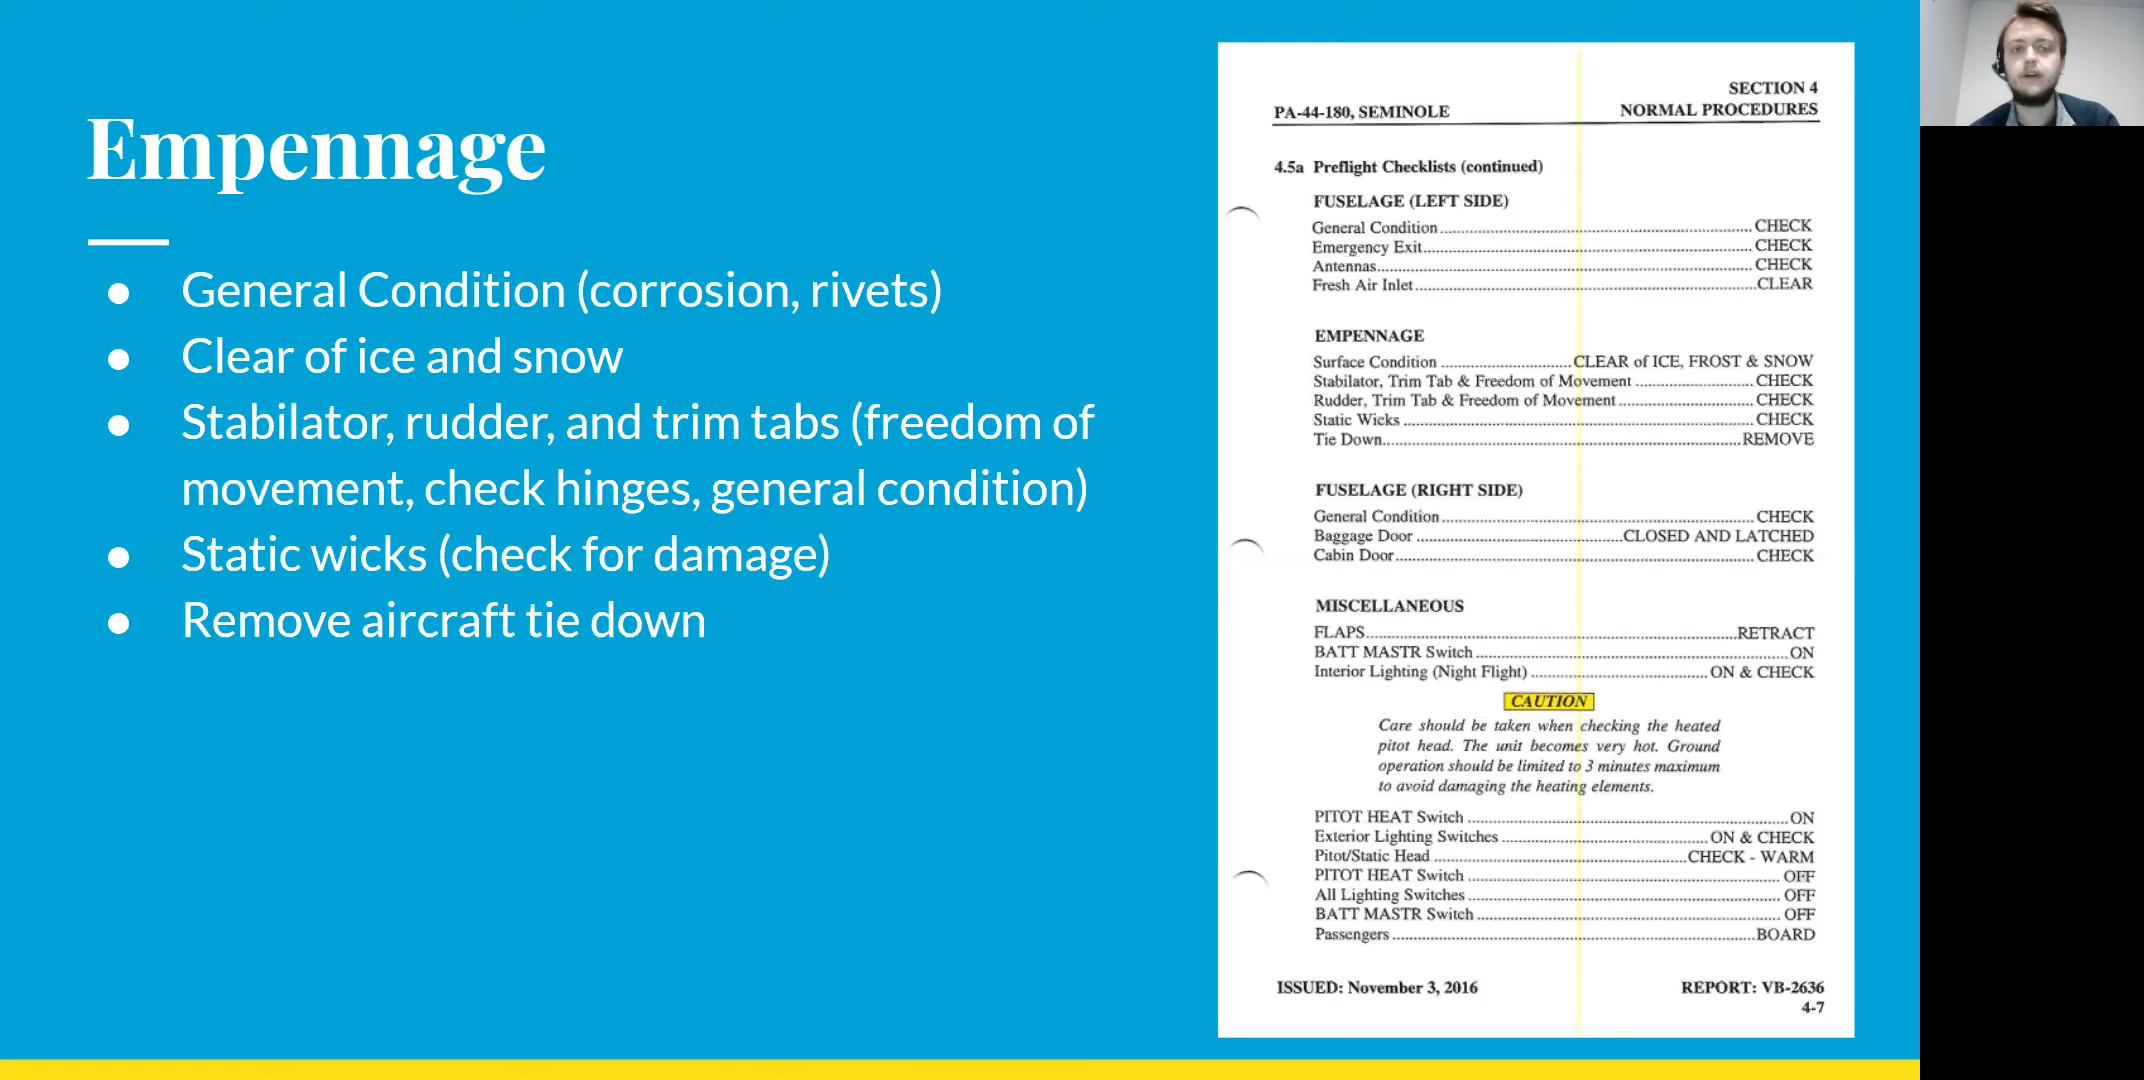 Empennage
● General Condition (corrosion, rivets)
● Clear of ice and snow
● Stabilator, rudder, and trim tabs (freedom of
movement, check hinges, general condition)
● Static wicks (check for damage)
● Remove aircraft tie down
SECTION 4
PA-44-180, SEMINOLE NORMAL PROCEDURES
4.5a Preflight Checklists (continued)
FUSELAGE (LEFT SIDE)
General Condition ........ CHECK
Emergency Exit ........ CHECK
Antennas ........ CHECK
Fresh Air Inlet ........ CLEAR
EMPENNAGE
Surface Condition ........ CLEAR of ICE, FROST & SNOW
Stabilator, Trim Tab & Freedom of Movement ........ CHECK
Rudder, Trim Tab & Freedom of Movement ........ CHECK
Static Wicks ........ CHECK
Tie Down ........ REMOVE
FUSELAGE (RIGHT SIDE)
General Condition ........ CHECK
Baggage Door ........ CLOSED AND LATCHED
Cabin Door ........ CHECK
MISCELLANEOUS
FLAPS ........ RETRACT
BATT MASTR Switch ........ ON
Interior Lighting (Night Flight) ........ ON & CHECK
CAUTION
Care should be taken when checking the heated
pitot head. The unit becomes very hot. Ground
operation should be limited to 3 minutes maximum
to avoid damaging the heating elements.
PITOT HEAT Switch ........ ON
Exterior Lighting Switches ........ ON & CHECK
Pitot/Static Head ........ CHECK - WARM
PITOT HEAT Switch ........ OFF
All Lighting Switches ........ OFF
BATT MASTR Switch ........ OFF
Passengers ........ BOARD
ISSUED: November 3, 2016 REPORT: VB-2636
4-7